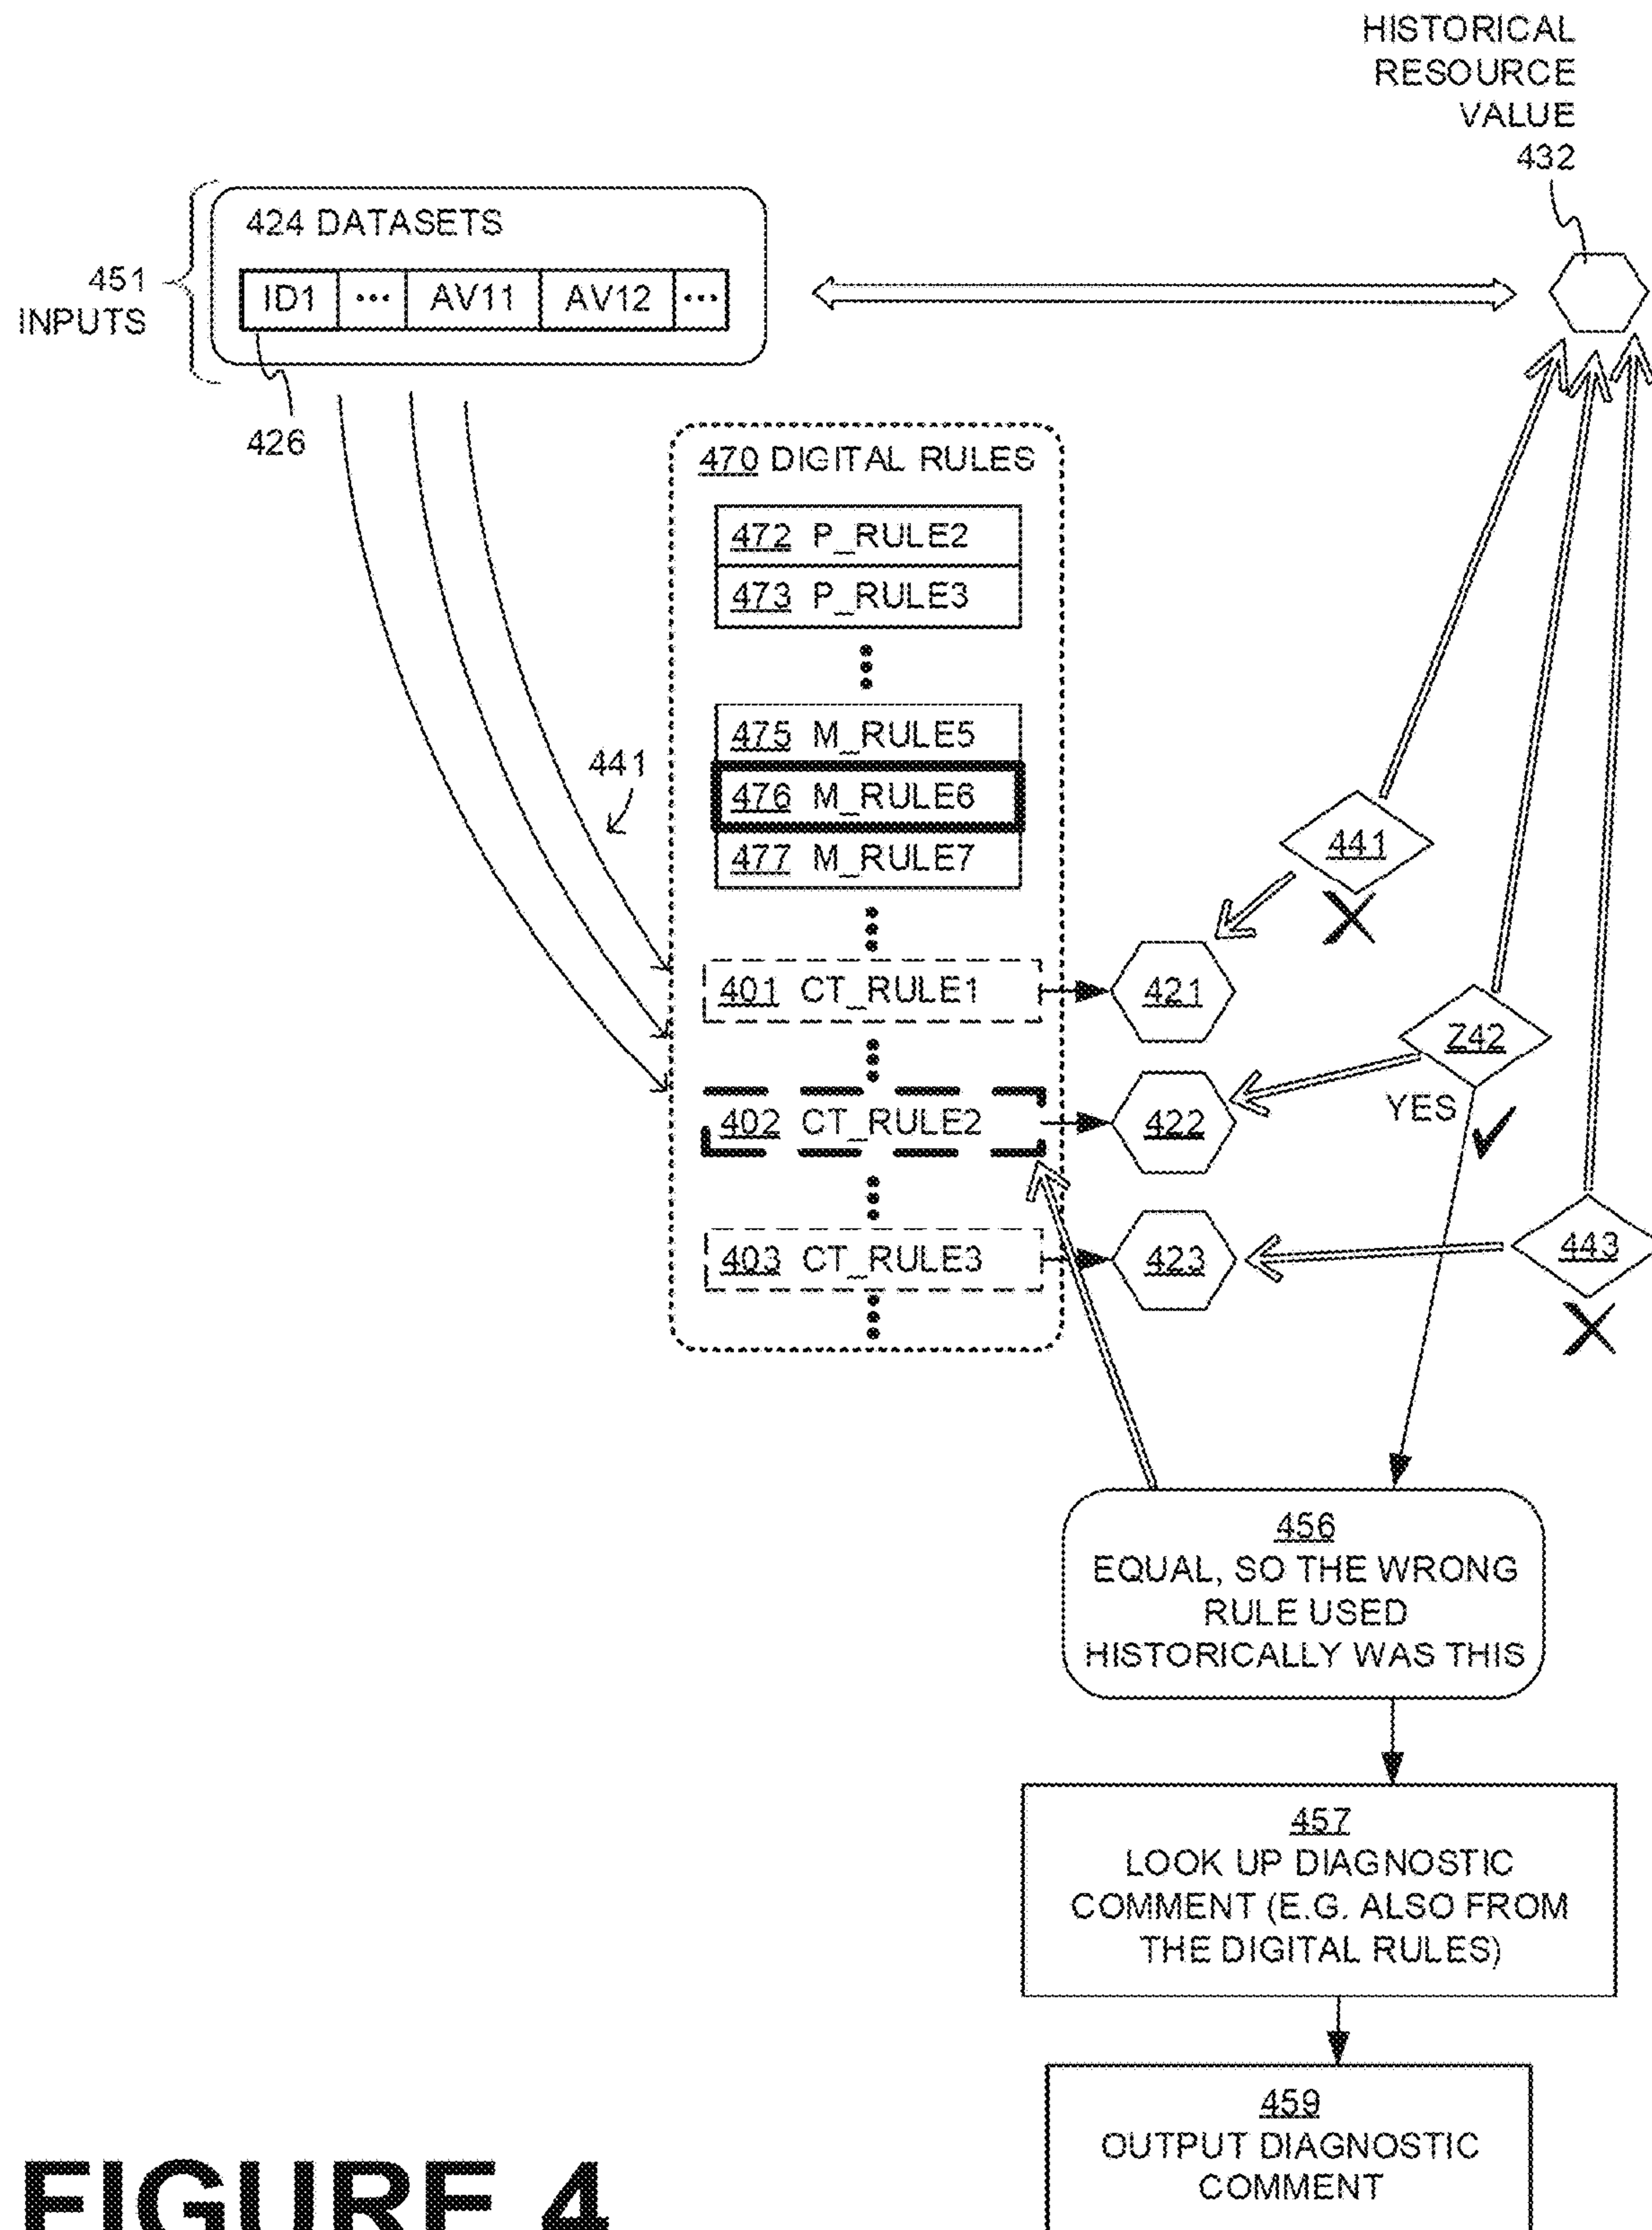 HISTORICAL
RESOURCE
VALUE
432
424 DATASETS
451
INPUTS
ID1 ... AV11 AV12 ...
426
470 DIGITAL RULES
472 P_RULE2
473 P_RULE3
475 M_RULE5
441
476 M_RULE6
477 M_RULE7
441
401 CT_RULE1
421
Z42
YES
402 CT_RULE2
422
403 CT_RULE3
423
443
456
EQUAL, SO THE WRONG
RULE USED
HISTORICALLY WAS THIS
457
LOOK UP DIAGNOSTIC
COMMENT (E.G. ALSO FROM
THE DIGITAL RULES)
459
OUTPUT DIAGNOSTIC
COMMENT
FIGURE 4